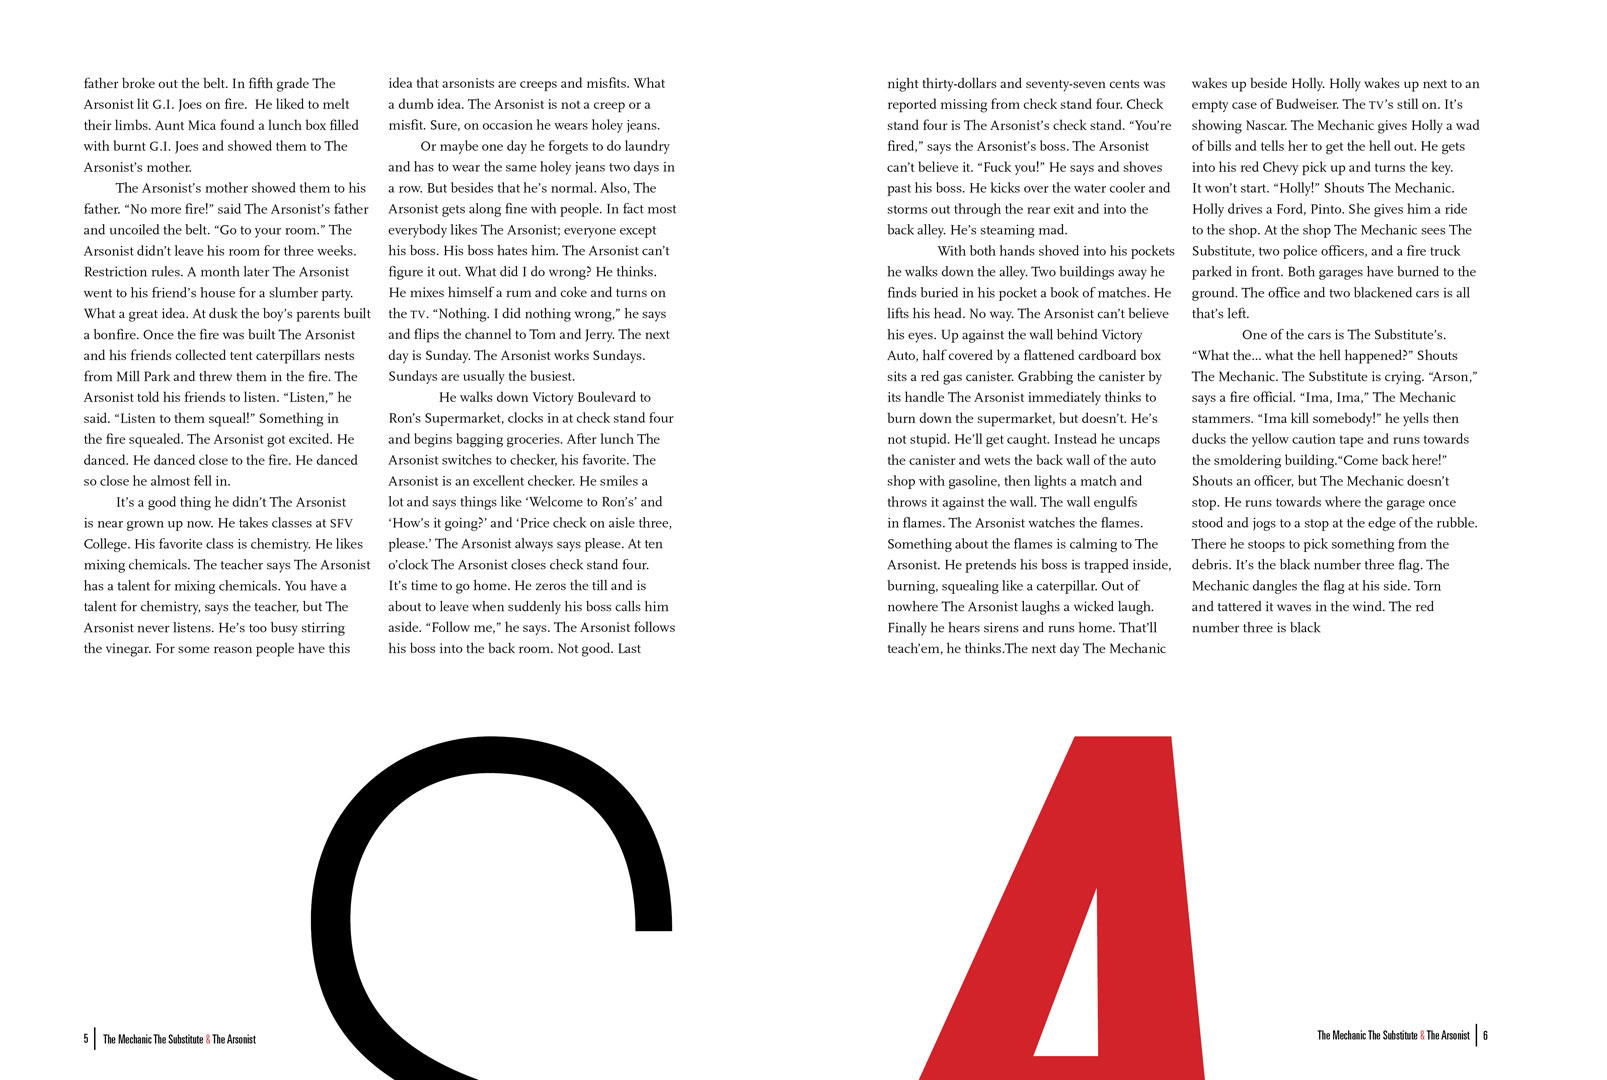 father broke out the belt. In fifth grade The
Arsonist lit G.I. Joes on fire.  He liked to melt
their limbs. Aunt Mica found a lunch box filled
with burnt G.I. Joes and showed them to The
Arsonist’s mother.
The Arsonist’s mother showed them to his
father. “No more fire!” said The Arsonist’s father
and uncoiled the belt. “Go to your room.” The
Arsonist didn’t leave his room for three weeks.
Restriction rules. A month later The Arsonist
went to his friend’s house for a slumber party.
What a great idea. At dusk the boy’s parents built
a bonfire. Once the fire was built The Arsonist
and his friends collected tent caterpillars nests
from Mill Park and threw them in the fire. The
Arsonist told his friends to listen. “Listen,” he
said. “Listen to them squeal!” Something in
the fire squealed. The Arsonist got excited. He
danced. He danced close to the fire. He danced
so close he almost fell in.
It’s a good thing he didn’t The Arsonist
is near grown up now. He takes classes at SFV
College. His favorite class is chemistry. He likes
mixing chemicals. The teacher says The Arsonist
has a talent for mixing chemicals. You have a
talent for chemistry, says the teacher, but The
Arsonist never listens. He’s too busy stirring
the vinegar. For some reason people have this
idea that arsonists are creeps and misfits. What
a dumb idea. The Arsonist is not a creep or a
misfit. Sure, on occasion he wears holey jeans.
Or maybe one day he forgets to do laundry
and has to wear the same holey jeans two days in
a row. But besides that he’s normal. Also, The
Arsonist gets along fine with people. In fact most
everybody likes The Arsonist; everyone except
his boss. His boss hates him. The Arsonist can’t
figure it out. What did I do wrong? He thinks.
He mixes himself a rum and coke and turns on
the TV. “Nothing. I did nothing wrong,” he says
and flips the channel to Tom and Jerry. The next
day is Sunday. The Arsonist works Sundays.
Sundays are usually the busiest.
He walks down Victory Boulevard to
Ron’s Supermarket, clocks in at check stand four
and begins bagging groceries. After lunch The
Arsonist switches to checker, his favorite. The
Arsonist is an excellent checker. He smiles a
lot and says things like ‘Welcome to Ron’s’ and
‘How’s it going?’ and ‘Price check on aisle three,
please.’ The Arsonist always says please. At ten
o’clock The Arsonist closes check stand four.
It’s time to go home. He zeros the till and is
about to leave when suddenly his boss calls him
aside. “Follow me,” he says. The Arsonist follows
his boss into the back room. Not good. Last
night thirty-dollars and seventy-seven cents was
reported missing from check stand four. Check
stand four is The Arsonist’s check stand. “You’re
fired,” says the Arsonist’s boss. The Arsonist
can’t believe it. “Fuck you!” He says and shoves
past his boss. He kicks over the water cooler and
storms out through the rear exit and into the
back alley. He’s steaming mad.
With both hands shoved into his pockets
he walks down the alley. Two buildings away he
finds buried in his pocket a book of matches. He
lifts his head. No way. The Arsonist can’t believe
his eyes. Up against the wall behind Victory
Auto, half covered by a flattened cardboard box
sits a red gas canister. Grabbing the canister by
its handle The Arsonist immediately thinks to
burn down the supermarket, but doesn’t. He’s
not stupid. He’ll get caught. Instead he uncaps
the canister and wets the back wall of the auto
shop with gasoline, then lights a match and
throws it against the wall. The wall engulfs
in flames. The Arsonist watches the flames.
Something about the flames is calming to The
Arsonist. He pretends his boss is trapped inside,
burning, squealing like a caterpillar. Out of
nowhere The Arsonist laughs a wicked laugh.
Finally he hears sirens and runs home. That’ll
teach’em, he thinks.The next day The Mechanic
wakes up beside Holly. Holly wakes up next to an
empty case of Budweiser. The TV’s still on. It’s
showing Nascar. The Mechanic gives Holly a wad
of bills and tells her to get the hell out. He gets
into his red Chevy pick up and turns the key.
It won’t start. “Holly!” Shouts The Mechanic.
Holly drives a Ford, Pinto. She gives him a ride
to the shop. At the shop The Mechanic sees The
Substitute, two police officers, and a fire truck
parked in front. Both garages have burned to the
ground. The office and two blackened cars is all
that’s left.
One of the cars is The Substitute’s.
“What the... what the hell happened?” Shouts
The Mechanic. The Substitute is crying. “Arson,”
says a fire official. “Ima, Ima,” The Mechanic
stammers. “Ima kill somebody!” he yells then
ducks the yellow caution tape and runs towards
the smoldering building.“Come back here!”
Shouts an officer, but The Mechanic doesn’t
stop. He runs towards where the garage once
stood and jogs to a stop at the edge of the rubble.
There he stoops to pick something from the
debris. It’s the black number three flag. The
Mechanic dangles the flag at his side. Torn
and tattered it waves in the wind. The red
number three is black
S
A
5 | The Mechanic The Substitute & The Arsonist
The Mechanic The Substitute & The Arsonist | 6